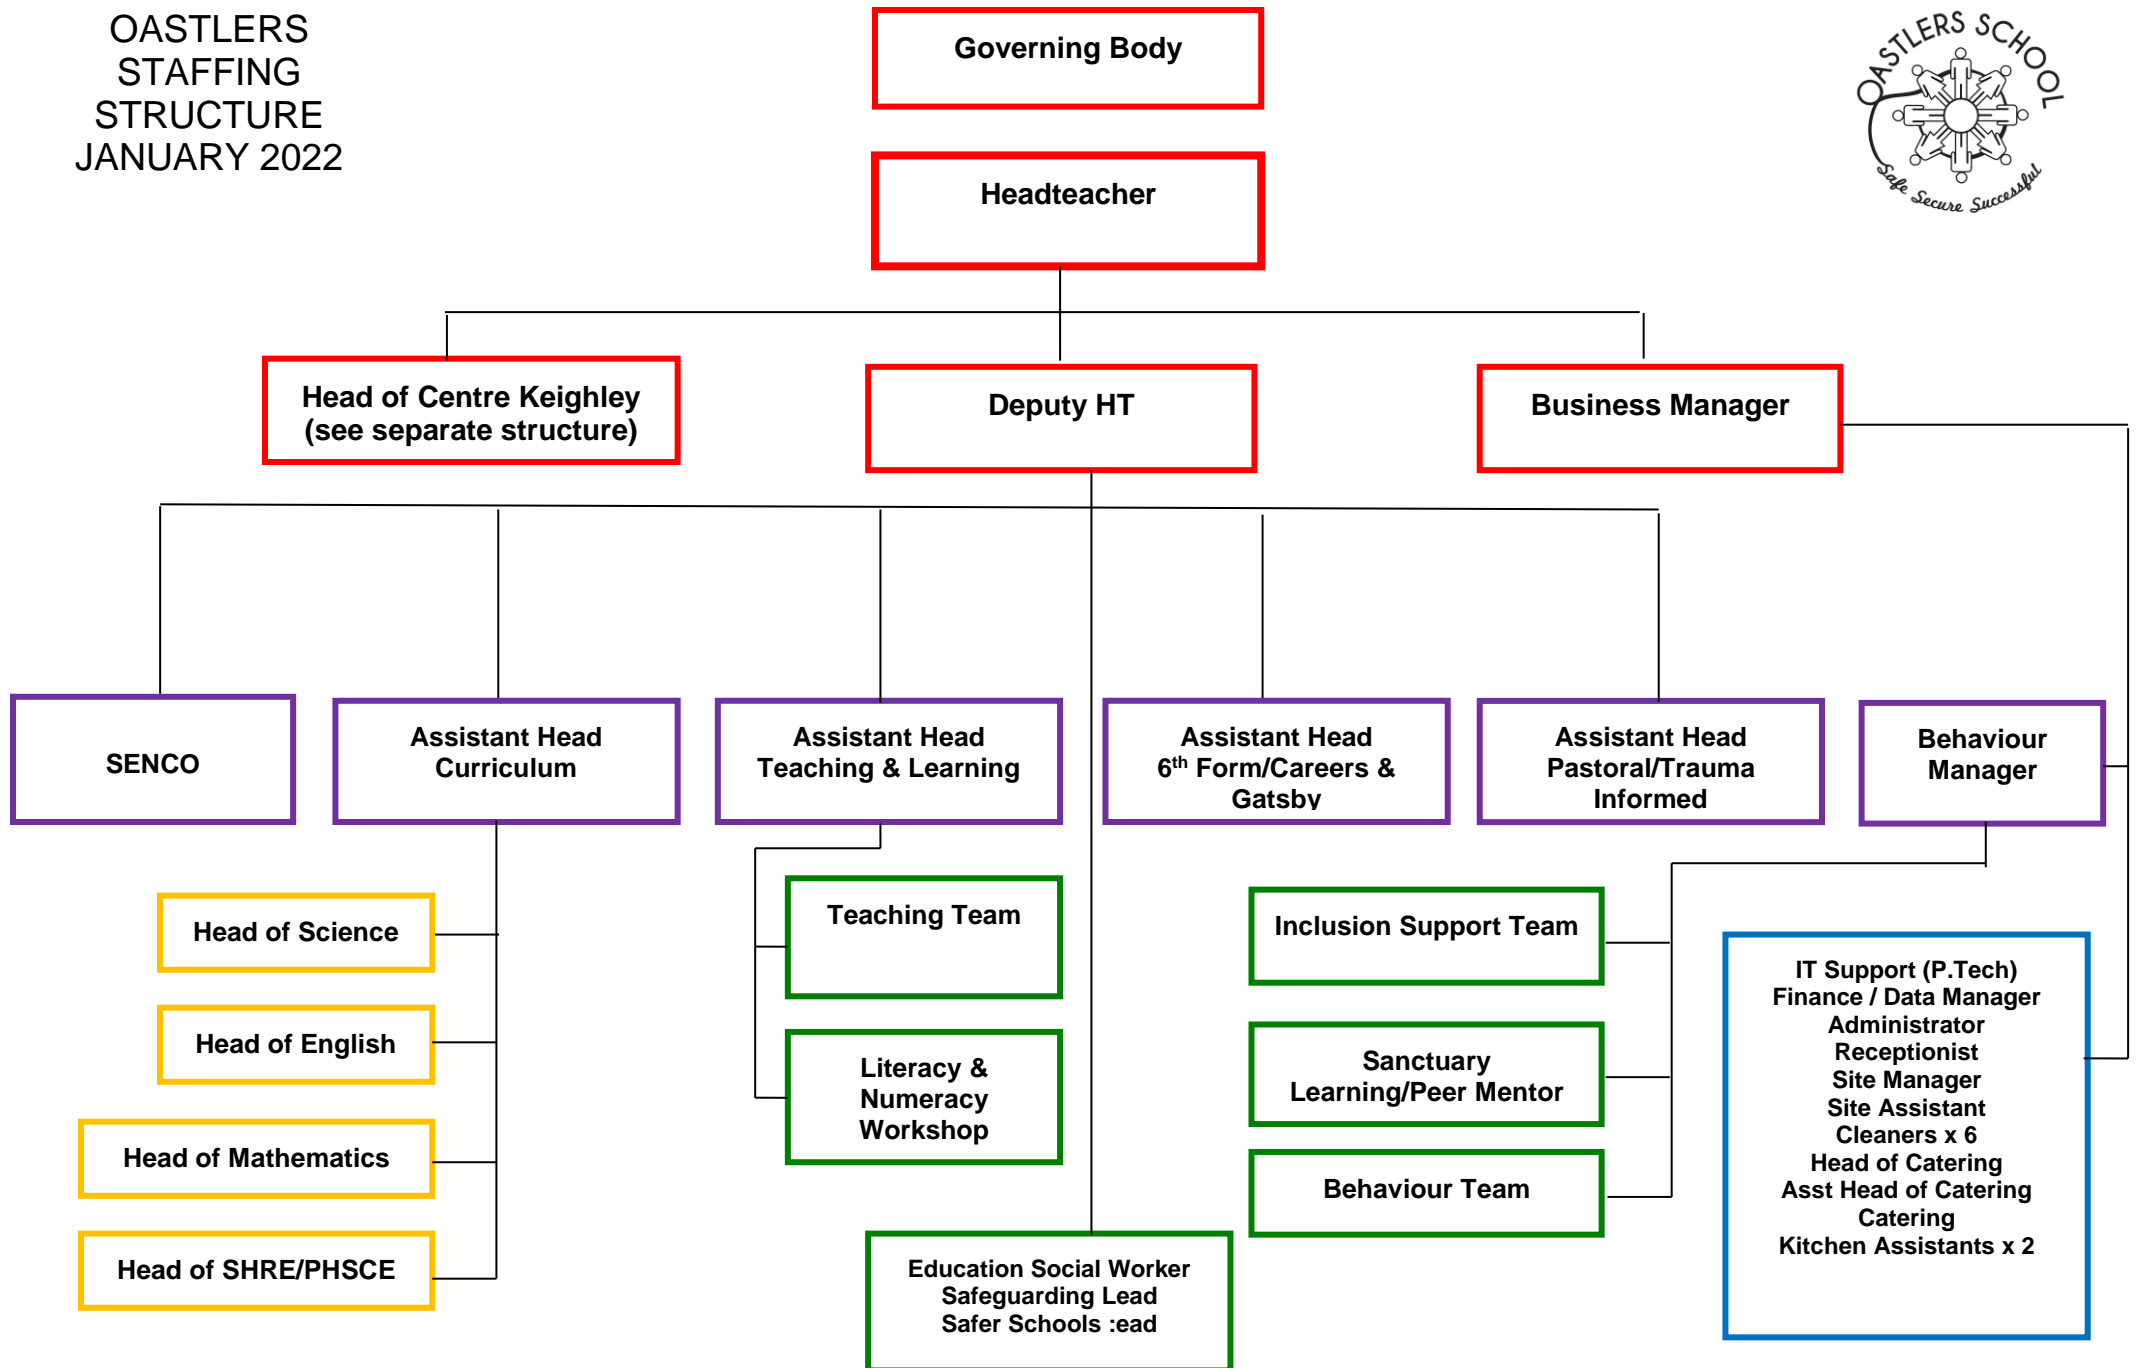 OASTLERS
STAFFING
STRUCTURE
JANUARY 2022
Governing Body
OASTLERS SCHOOL
Safe Secure Successful
Headteacher
Head of Centre Keighley
(see separate structure)
Deputy HT
Business Manager
SENCO
Assistant Head
Curriculum
Assistant Head
Teaching & Learning
Assistant Head
6th Form/Careers &
Gatsby
Assistant Head
Pastoral/Trauma
Informed
Behaviour
Manager
Head of Science
Head of English
Head of Mathematics
Head of SHRE/PHSCE
Teaching Team
Literacy &
Numeracy
Workshop
Education Social Worker
Safeguarding Lead
Safer Schools :ead
Inclusion Support Team
Sanctuary
Learning/Peer Mentor
Behaviour Team
IT Support (P.Tech)
Finance / Data Manager
Administrator
Receptionist
Site Manager
Site Assistant
Cleaners x 6
Head of Catering
Asst Head of Catering
Catering
Kitchen Assistants x 2